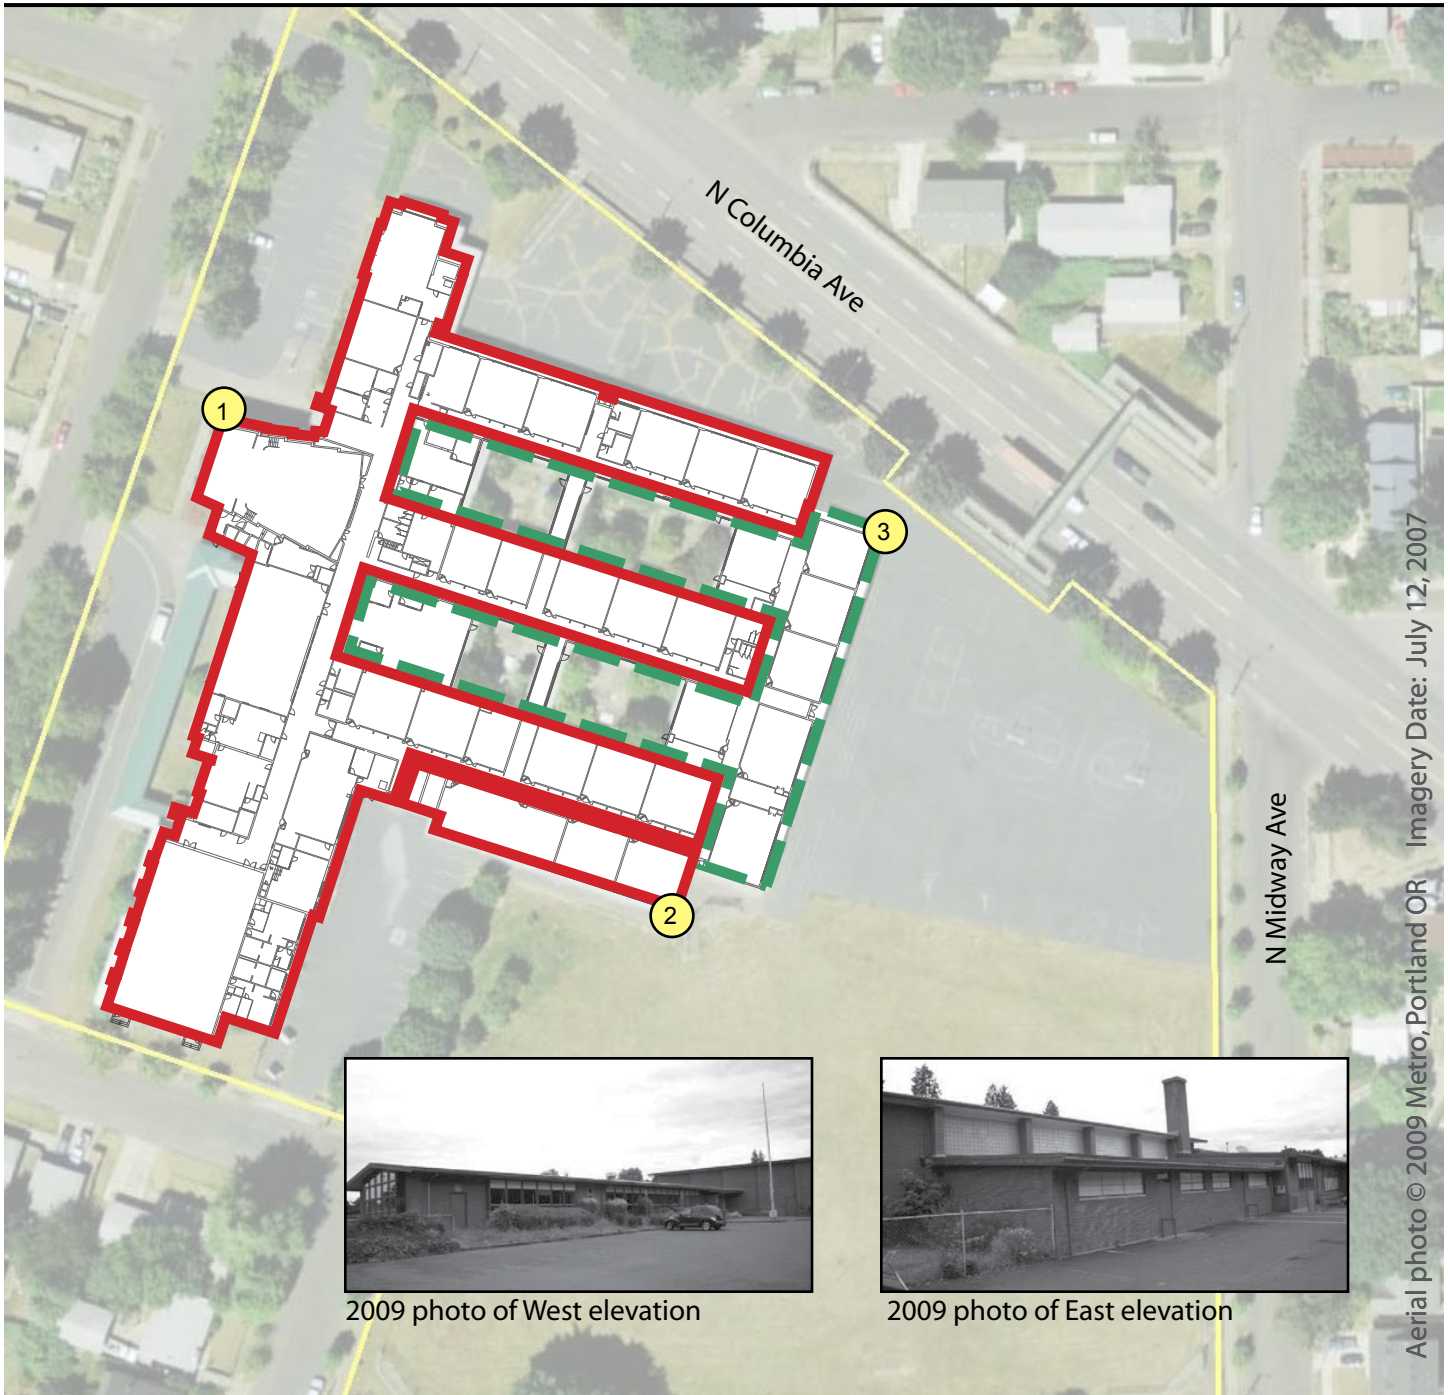 N Columbia Ave
1
3
2
N Midway Ave
2009 photo of West elevation
2009 photo of East elevation
Aerial photo © 2009 Metro, Portland OR    Imagery Date:  July 12, 2007